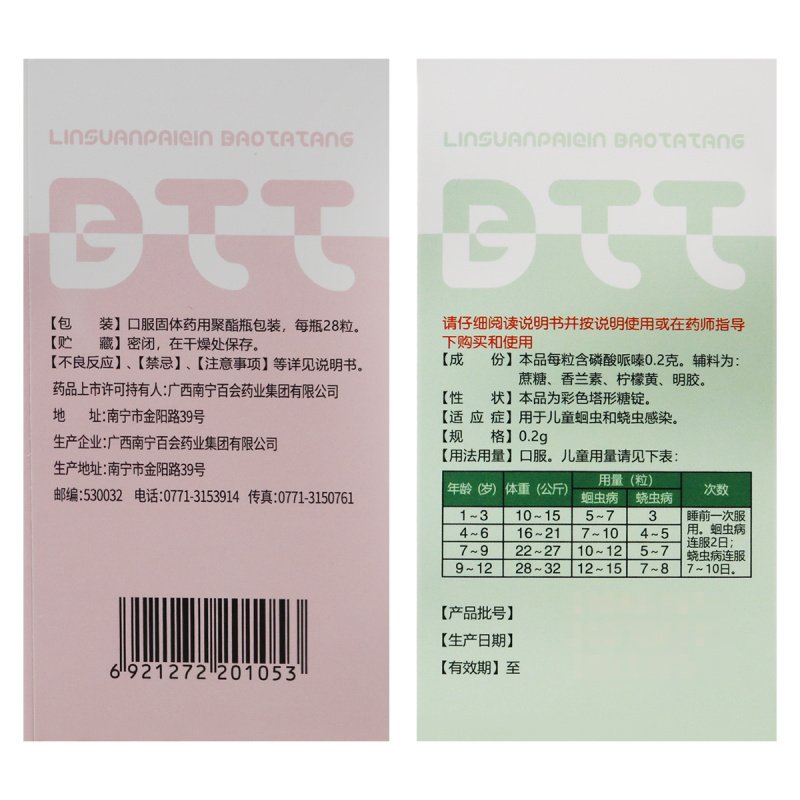 LINSUANPAIQIN BAOTATANG
BTT
【包 装】口服固体药用聚酯瓶包装，每瓶28粒。
【贮 藏】密闭，在干燥处保存。
【不良反应】、【禁忌】、【注意事项】等详见说明书。
药品上市许可持有人：广西南宁百会药业集团有限公司
地 址：南宁市金阳路39号
生产企业：广西南宁百会药业集团有限公司
生产地址：南宁市金阳路39号
邮编：530032 电话：0771-3153914 传真：0771-3150761
6 921272 201053
LINSUANPAIQIN BAOTATANG
BTT
请仔细阅读说明书并按说明使用或在药师指导
下购买和使用
【成 份】本品每粒含磷酸哌嗪0.2克。辅料为：
蔗糖、香兰素、柠檬黄、明胶。
【性 状】本品为彩色塔形糖锭。
【适 应 症】用于儿童蛔虫和蛲虫感染。
【规 格】0.2g
【用法用量】口服。儿童用量请见下表：
年龄（岁） 体重（公斤） 用量（粒） 次数
蛔虫病 蛲虫病
1~3 10~15 5~7 3
4~6 16~21 7~10 4~5
7~9 22~27 10~12 5~7
9~12 28~32 12~15 7~8
睡前一次服
用。蛔虫病
连服2日；
蛲虫病连服
7~10日。
【产品批号】
【生产日期】
【有效期】至